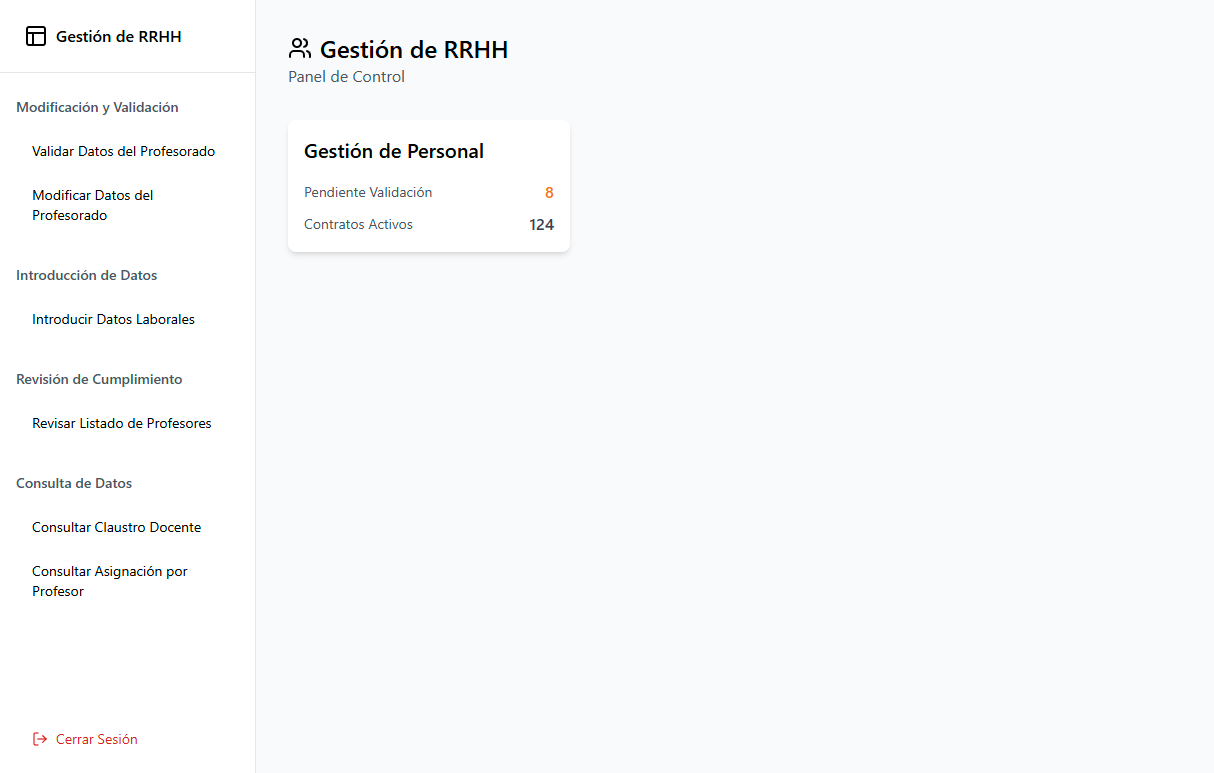 Gestión de RRHH
Modificación y Validación
Validar Datos del Profesorado
Modificar Datos del
Profesorado
Introducción de Datos
Introducir Datos Laborales
Revisión de Cumplimiento
Revisar Listado de Profesores
Consulta de Datos
Consultar Claustro Docente
Consultar Asignación por
Profesor
Cerrar Sesión
Gestión de RRHH
Panel de Control
Gestión de Personal
Pendiente Validación 8
Contratos Activos 124